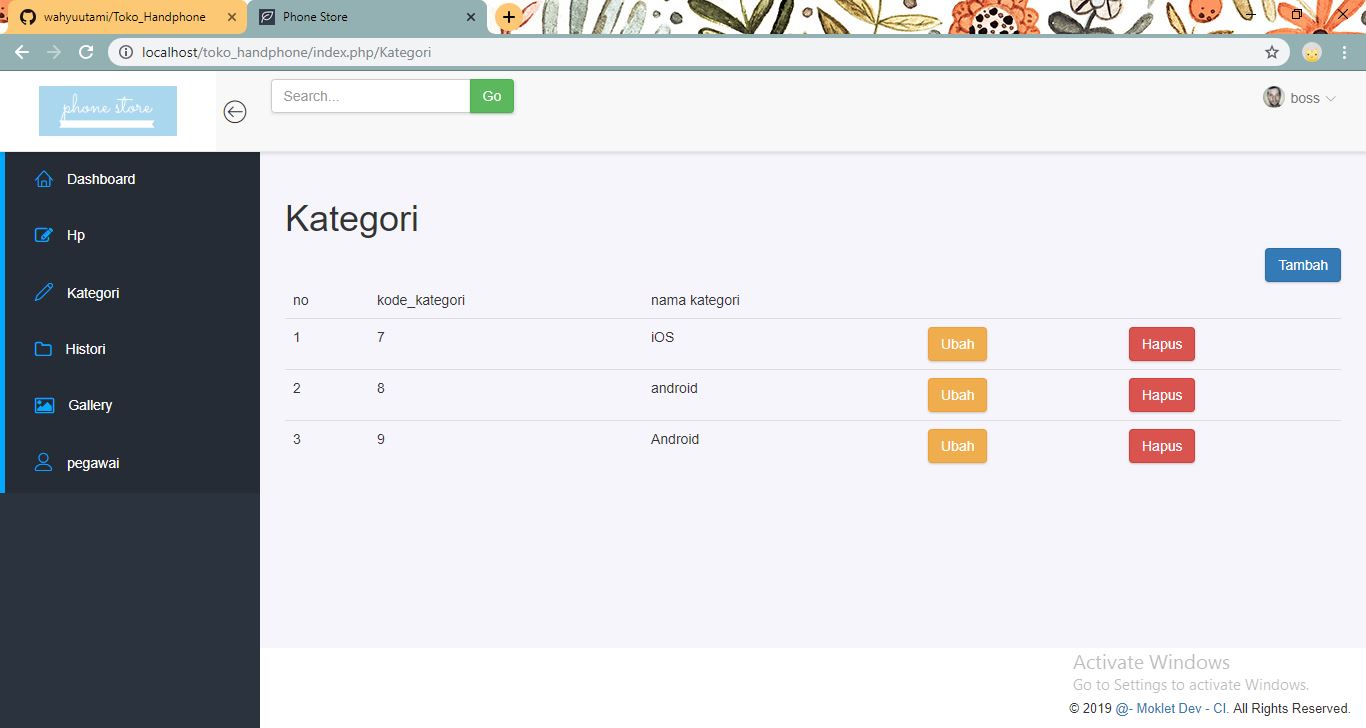 wahyuutami/Toko_Handphone
Phone Store
localhost/toko_handphone/index.php/Kategori
phone store
Search...
Go
boss
Dashboard
Hp
Kategori
Histori
Gallery
pegawai
Kategori
Tambah
no kode_kategori nama kategori
1 7 iOS Ubah Hapus
2 8 android Ubah Hapus
3 9 Android Ubah Hapus
Activate Windows
Go to Settings to activate Windows.
© 2019 @- Moklet Dev - CI. All Rights Reserved.